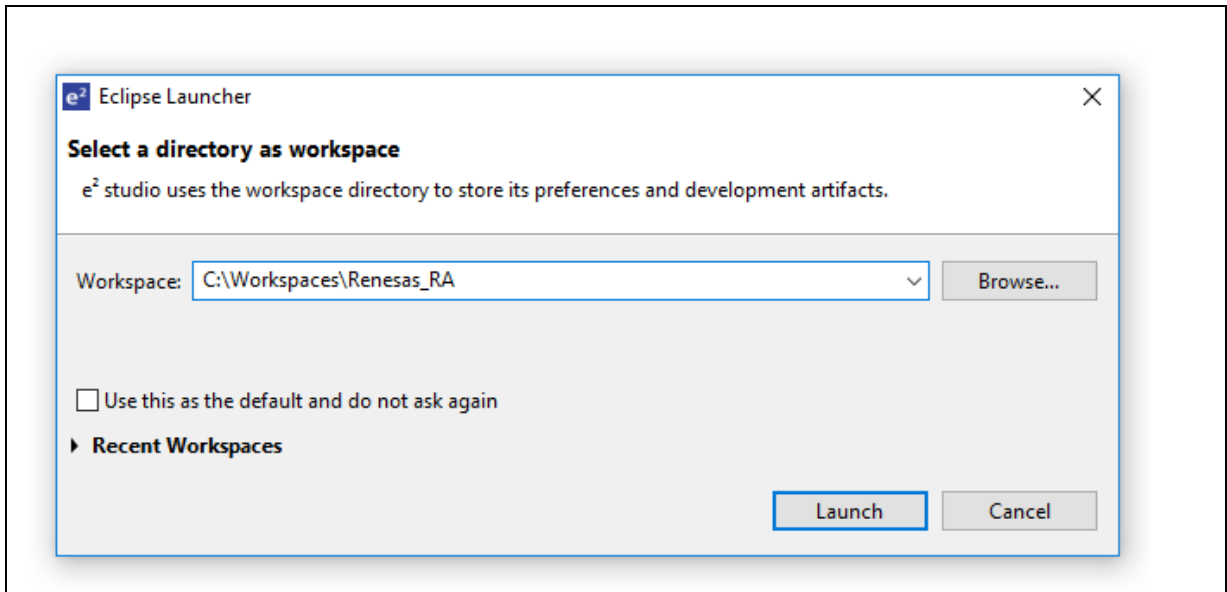 e² Eclipse Launcher
Select a directory as workspace
e² studio uses the workspace directory to store its preferences and development artifacts.
Workspace: C:\Workspaces\Renesas_RA Browse...
Use this as the default and do not ask again
Recent Workspaces
Launch Cancel